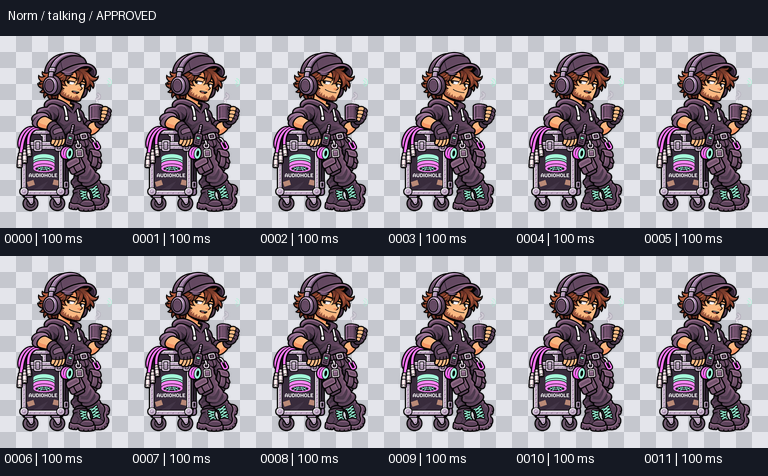 Norm / talking / APPROVED
AUDIOHOLE AUDIOHOLE AUDIOHOLE AUDIOHOLE AUDIOHOLE AUDIOHOLE
0000 | 100 ms 0001 | 100 ms 0002 | 100 ms 0003 | 100 ms 0004 | 100 ms 0005 | 100 ms
AUDIOHOLE AUDIOHOLE AUDIOHOLE AUDIOHOLE AUDIOHOLE AUDIOHOLE
0006 | 100 ms 0007 | 100 ms 0008 | 100 ms 0009 | 100 ms 0010 | 100 ms 0011 | 100 ms